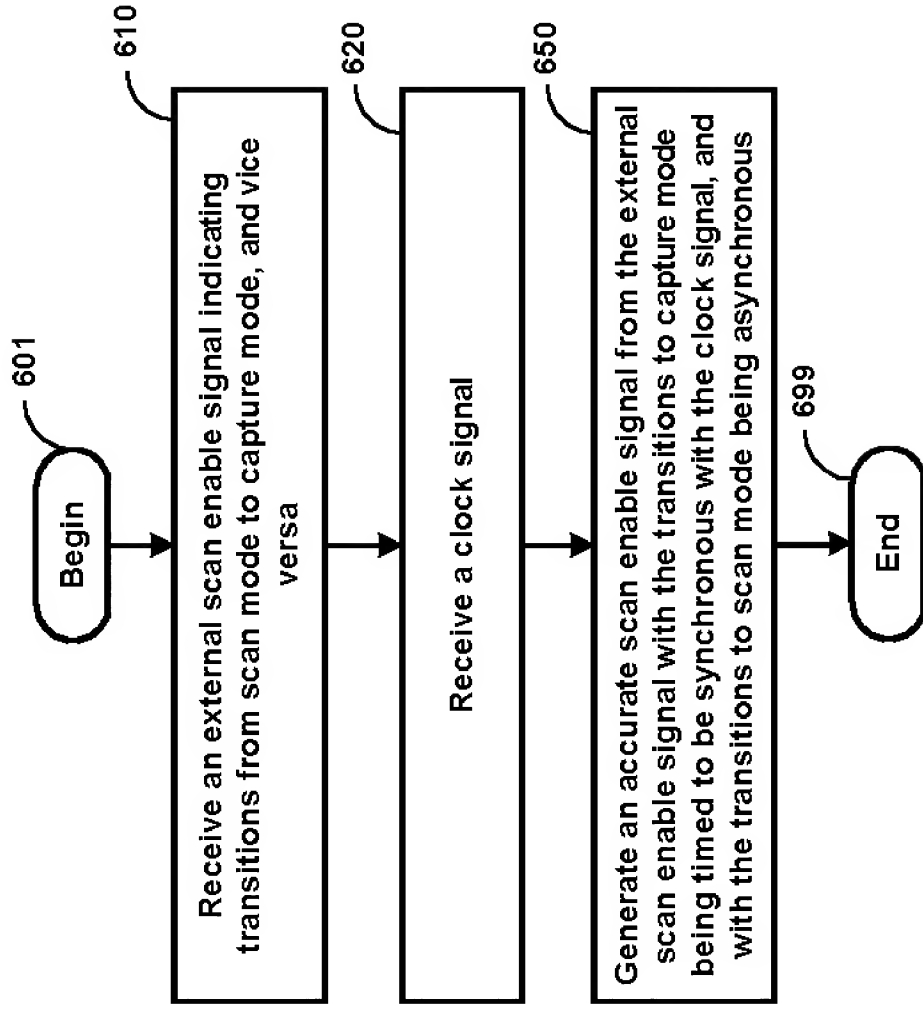 Begin
601
Receive an external scan enable signal indicating
transitions from scan mode to capture mode, and vice
versa
610
Receive a clock signal
620
Generate an accurate scan enable signal from the external
scan enable signal with the transitions to capture mode
being timed to be synchronous with the clock signal, and
with the transitions to scan mode being asynchronous
650
End
699